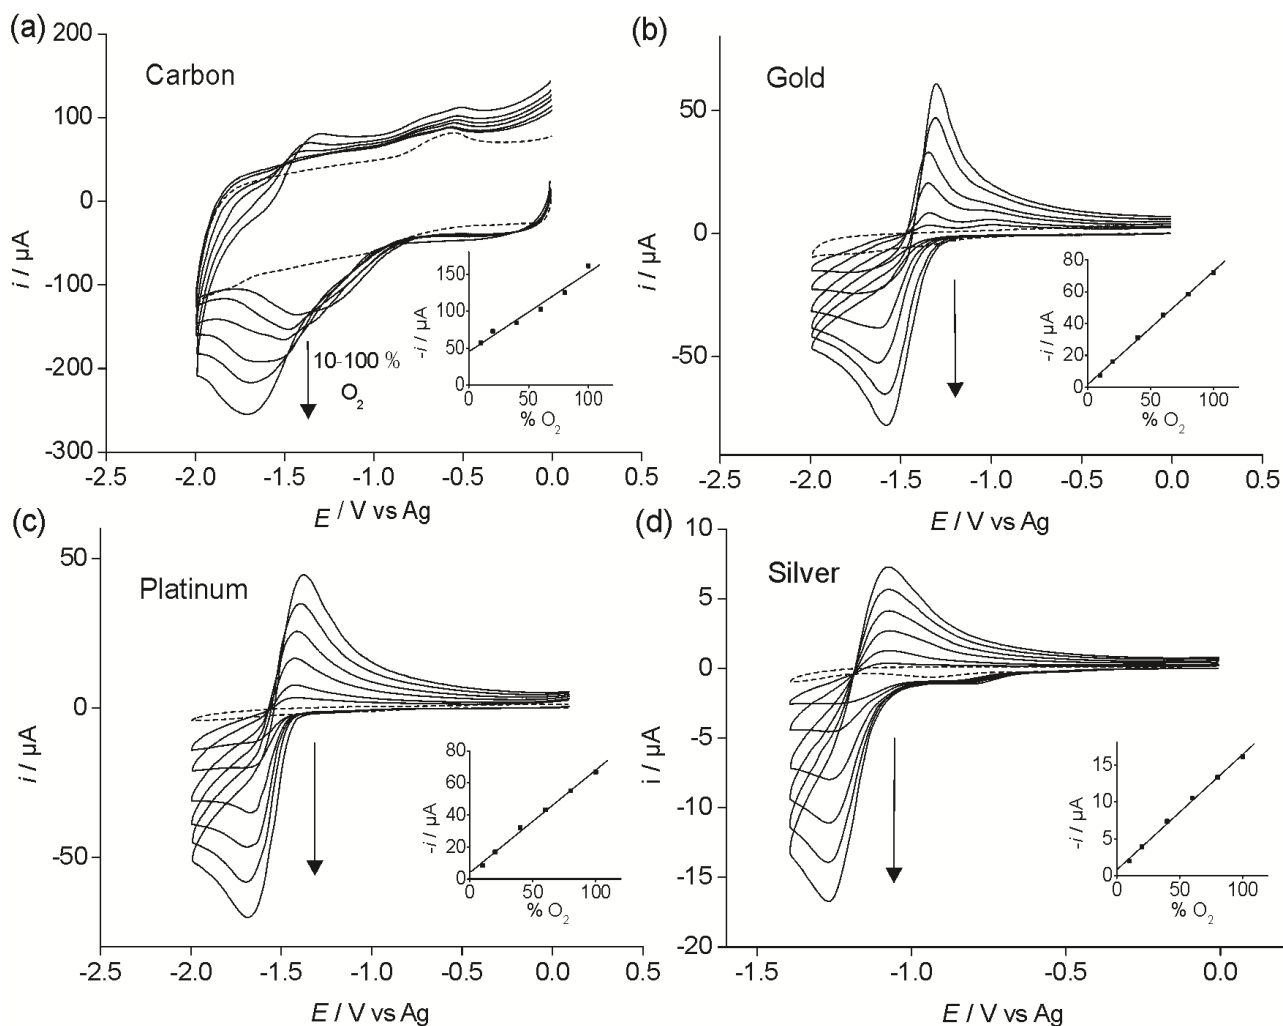 (a)
Carbon
200
100
0
-100
-200
-300
i / µA
-2.5 -2.0 -1.5 -1.0 -0.5 0.0 0.5
E / V vs Ag
10-100 %
O2
150
100
50
0
-i / µA
0 50 100
% O2
(b)
Gold
50
0
-50
i / µA
-2.5 -2.0 -1.5 -1.0 -0.5 0.0 0.5
E / V vs Ag
80
60
40
20
0
-i / µA
0 50 100
% O2
(c)
Platinum
50
0
-50
i / µA
-2.5 -2.0 -1.5 -1.0 -0.5 0.0 0.5
E / V vs Ag
80
60
40
20
0
-i / µA
0 50 100
% O2
(d)
Silver
10
5
0
-5
-10
-15
-20
i / µA
-1.5 -1.0 -0.5 0.0
E / V vs Ag
15
10
5
0
-i / µA
0 50 100
% O2